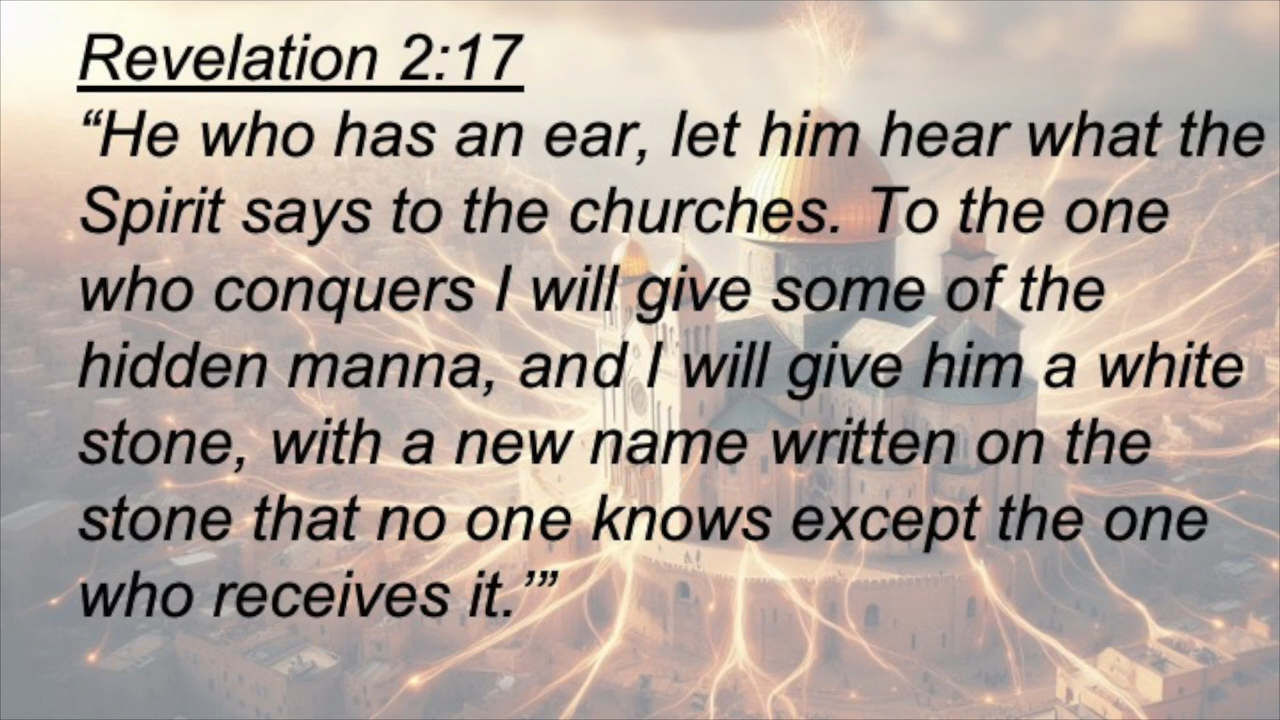 Revelation 2:17
“He who has an ear, let him hear what the
Spirit says to the churches. To the one
who conquers I will give some of the
hidden manna, and I will give him a white
stone, with a new name written on the
stone that no one knows except the one
who receives it.’”